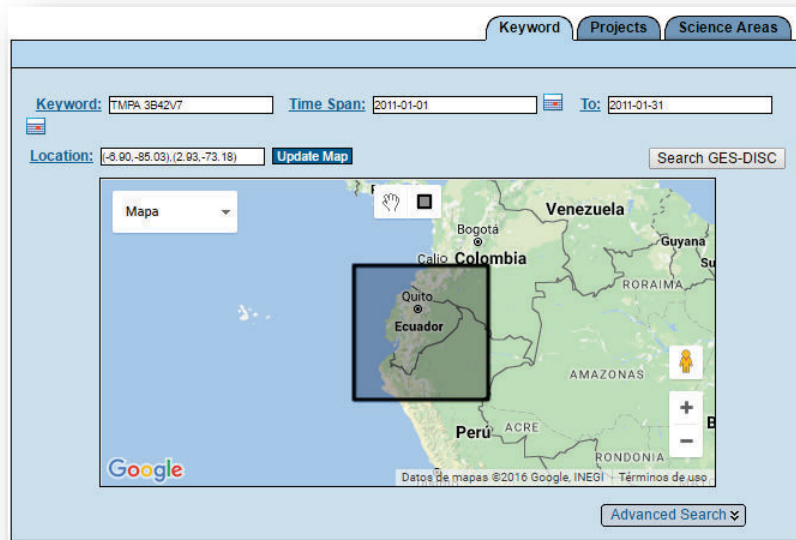 Keyword Projects Science Areas
Keyword: TMPA 3B42V7 Time Span: 2011-01-01 To: 2011-01-31
Location: (-6.90,-85.03),(2.93,-73.18) Update Map Search GES-DISC
Mapa
Venezuela
Bogotá
Guyana
Calio Colombia
Su
RORAIMA
Quito
Ecuador
AMAZONAS
+
B
Perú ACRE
−
RONDONIA
Google
Datos de mapas ©2016 Google, INEGI Términos de uso
Advanced Search